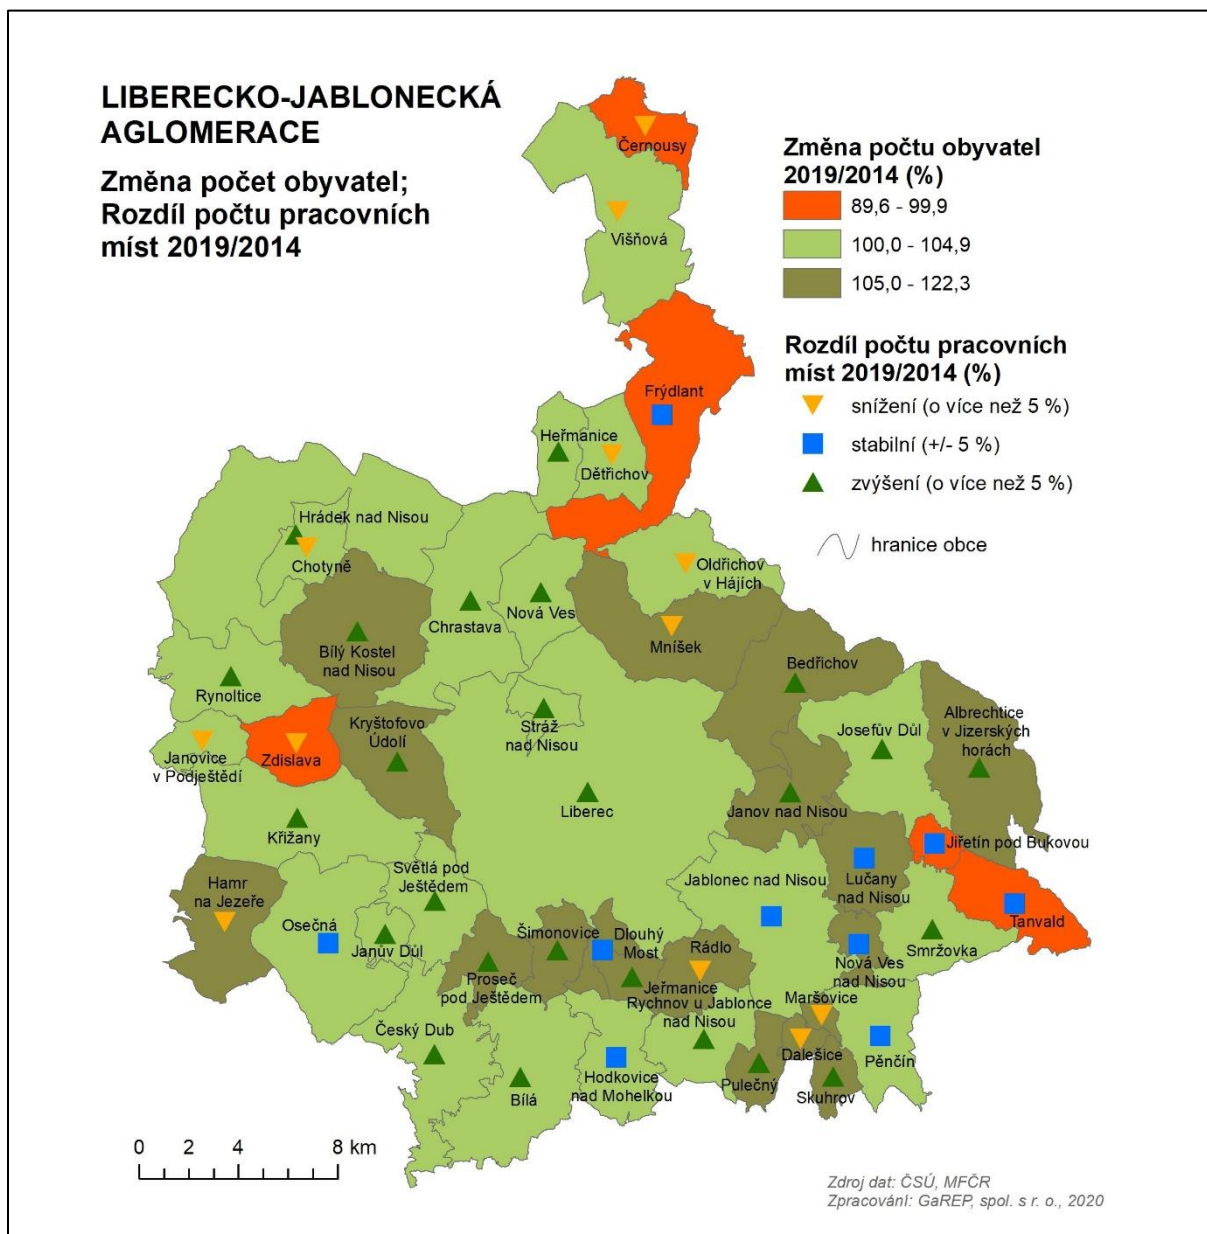 LIBERECKO-JABLONECKÁ
AGLOMERACE
Změna počet obyvatel;
Rozdíl počtu pracovních
míst 2019/2014
Změna počtu obyvatel
2019/2014 (%)
89,6 - 99,9
100,0 - 104,9
105,0 - 122,3
Rozdíl počtu pracovních
míst 2019/2014 (%)
snížení (o více než 5 %)
stabilní (+/- 5 %)
zvýšení (o více než 5 %)
hranice obce
Černousy
Višňová
Frýdlant
Heřmanice
Dětřichov
Hrádek nad Nisou
Chotyně
Oldřichov
v Hájích
Nová Ves
Chrastava
Mníšek
Bílý Kostel
nad Nisou
Bedřichov
Rynoltice
Albrechtice
v Jizerských
horách
Kryštofovo
Údolí
Stráž
nad Nisou
Josefův Důl
Janovice
v Podještědí
Zdislava
Liberec
Janov nad Nisou
Křižany
Jiřetín pod Bukovou
Světlá pod
Ještědem
Jablonec nad Nisou
Lučany
nad Nisou
Hamr
na Jezeře
Tanvald
Osečná
Janův Důl
Šimonovice
Dlouhý
Most
Rádlo
Nová Ves
nad Nisou
Smržovka
Proseč
pod Ještědem
Jeřmanice
Rychnov u Jablonce
nad Nisou
Maršovice
Český Dub
Dalešice
Pěnčín
Hodkovice
nad Mohelkou
Pulečný
Bílá
Skuhrov
0 2 4 8 km
Zdroj dat: ČSÚ, MFČR
Zpracování: GaREP, spol. s r. o., 2020